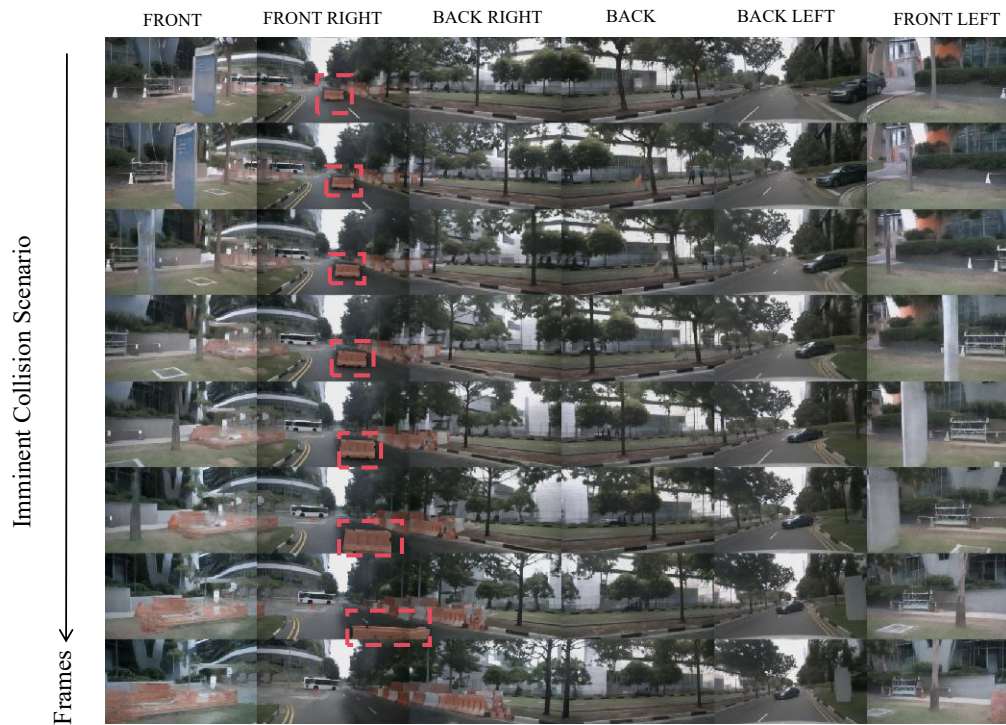 FRONT
FRONT RIGHT
BACK RIGHT
BACK
BACK LEFT
FRONT LEFT
Imminent Collision Scenario
Frames